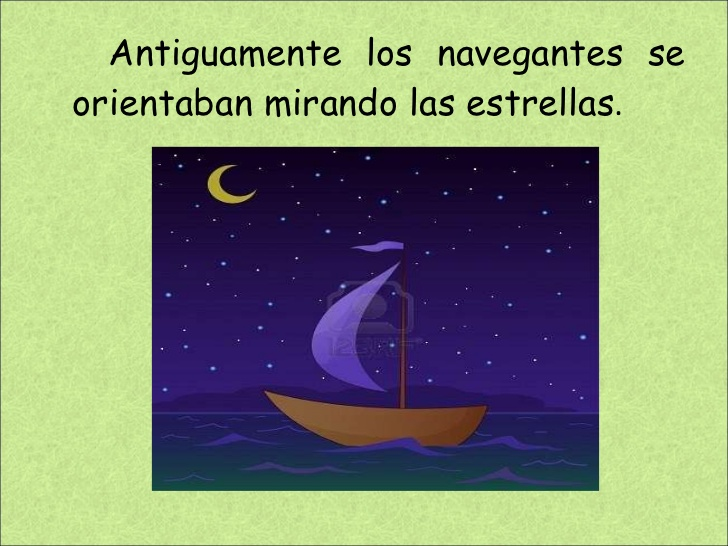 Antiguamente los navegantes se
orientaban mirando las estrellas.